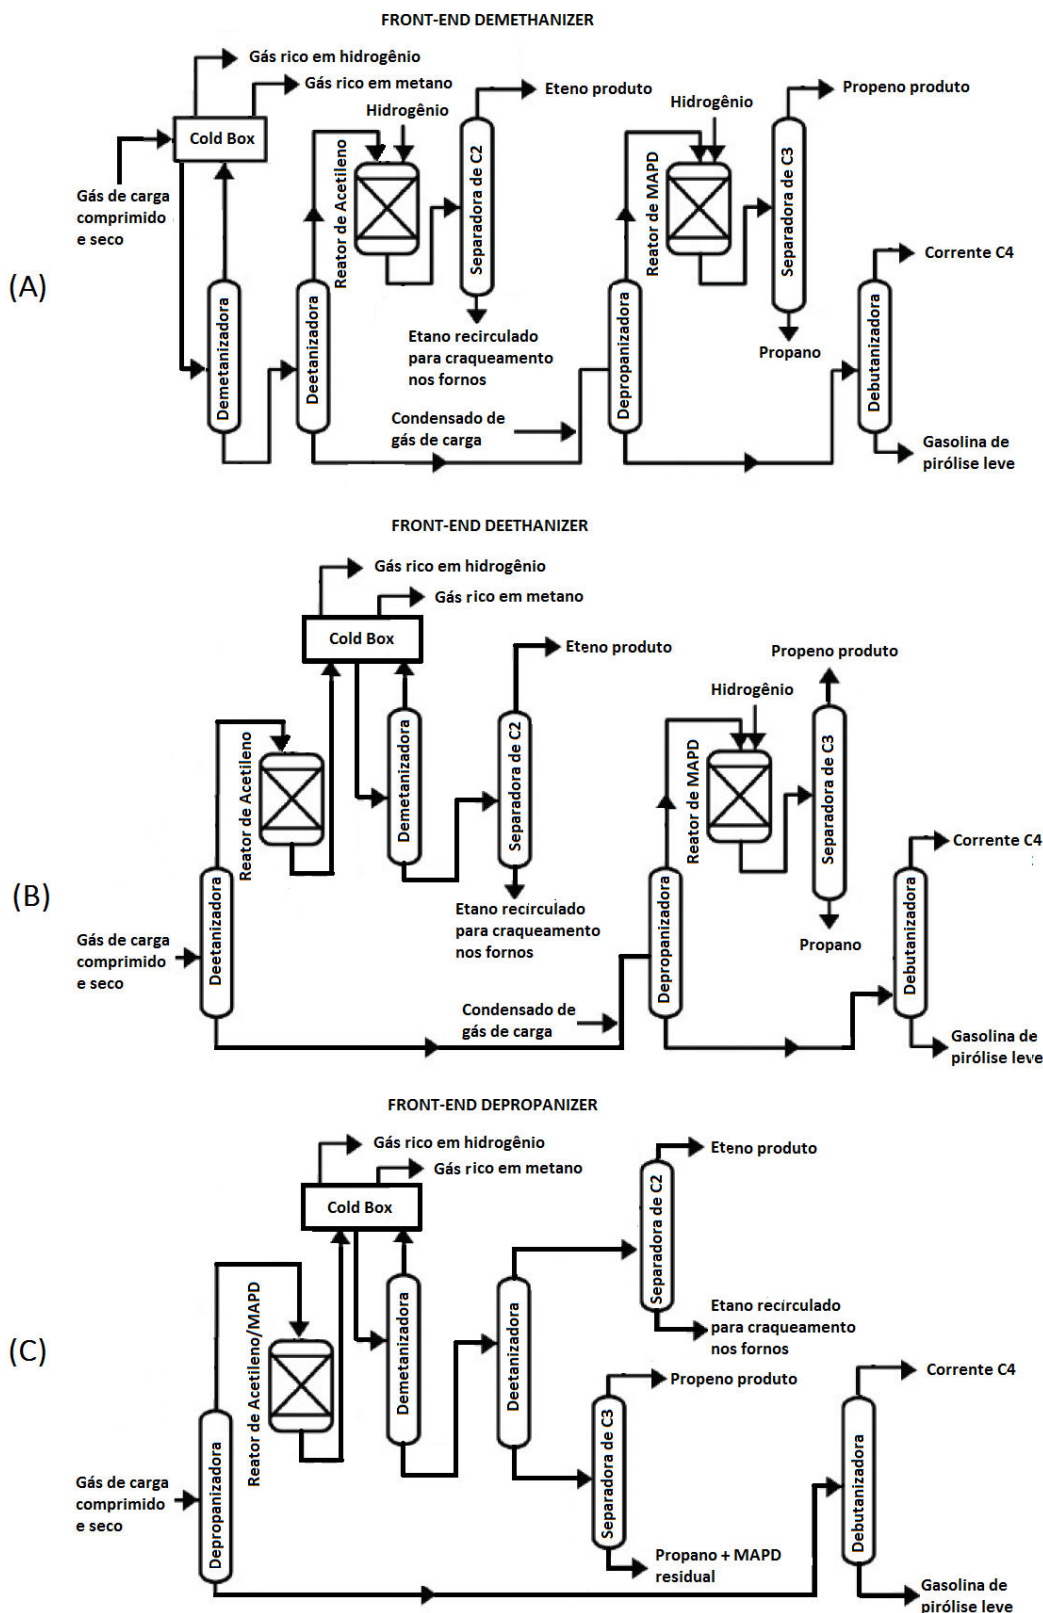 FRONT-END DEMETHANIZER
Gás rico em hidrogênio
Gás rico em metano
Hidrogênio
Eteno produto
Hidrogênio
Propeno produto
Cold Box
Reator de Acetileno
Separadora de C2
Reator de MAPD
Separadora de C3
Gás de carga
comprimido
e seco
(A)
Corrente C4
Demetanizadora
Deetanizadora
Etano recirculado
para craqueamento
nos fornos
Depropanizadora
Propano
Debutanizadora
Condensado de
gás de carga
Gasolina de
pirólise leve
FRONT-END DEETHANIZER
Gás rico em hidrogênio
Gás rico em metano
Cold Box
Eteno produto
Propeno produto
Hidrogênio
Reator de Acetileno
Demetanizadora
Separadora de C2
Reator de MAPD
Separadora de C3
Corrente C4
(B)
Deetanizadora
Etano recirculado
para craqueamento
nos fornos
Depropanizadora
Propano
Debutanizadora
Gás de carga
comprimido
e seco
Condensado de
gás de carga
Gasolina de
pirólise leve
FRONT-END DEPROPANIZER
Gás rico em hidrogênio
Gás rico em metano
Eteno produto
Cold Box
Separadora de C2
Reator de Acetileno/MAPD
Demetanizadora
Deetanizadora
Etano recirculado
para craqueamento
nos fornos
(C)
Propeno produto
Corrente C4
Depropanizadora
Separadora de C3
Debutanizadora
Gás de carga
comprimido
e seco
Propano + MAPD
residual
Gasolina de
pirólise leve